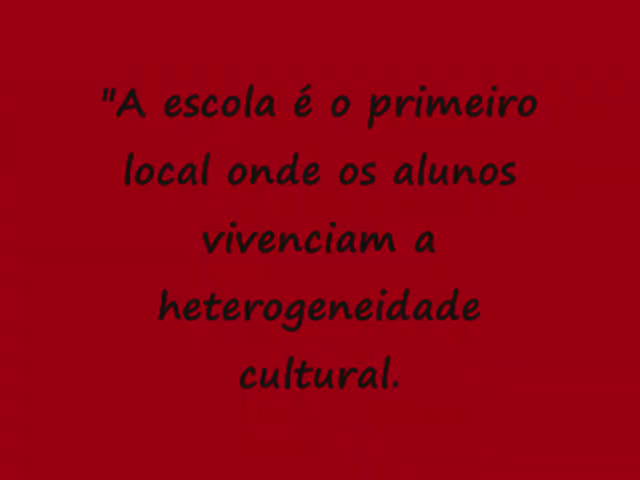 "A escola é o primeiro
local onde os alunos
vivenciam a
heterogeneidade
cultural.